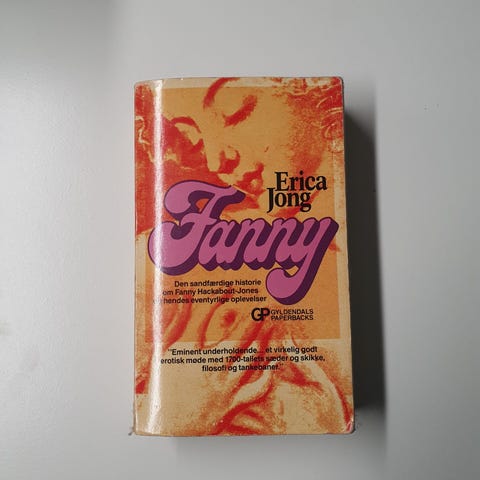 Erica
Jong
Fanny
Den sandfærdige historie
om Fanny Hackabout-Jones
og hendes eventyrlige oplevelser
GP GYLDENDALS
PAPERBACKS
"Eminent underholdende... et virkelig godt
erotisk møde med 1700-tallets sæder og skikke,
filosofi og tankebaner."